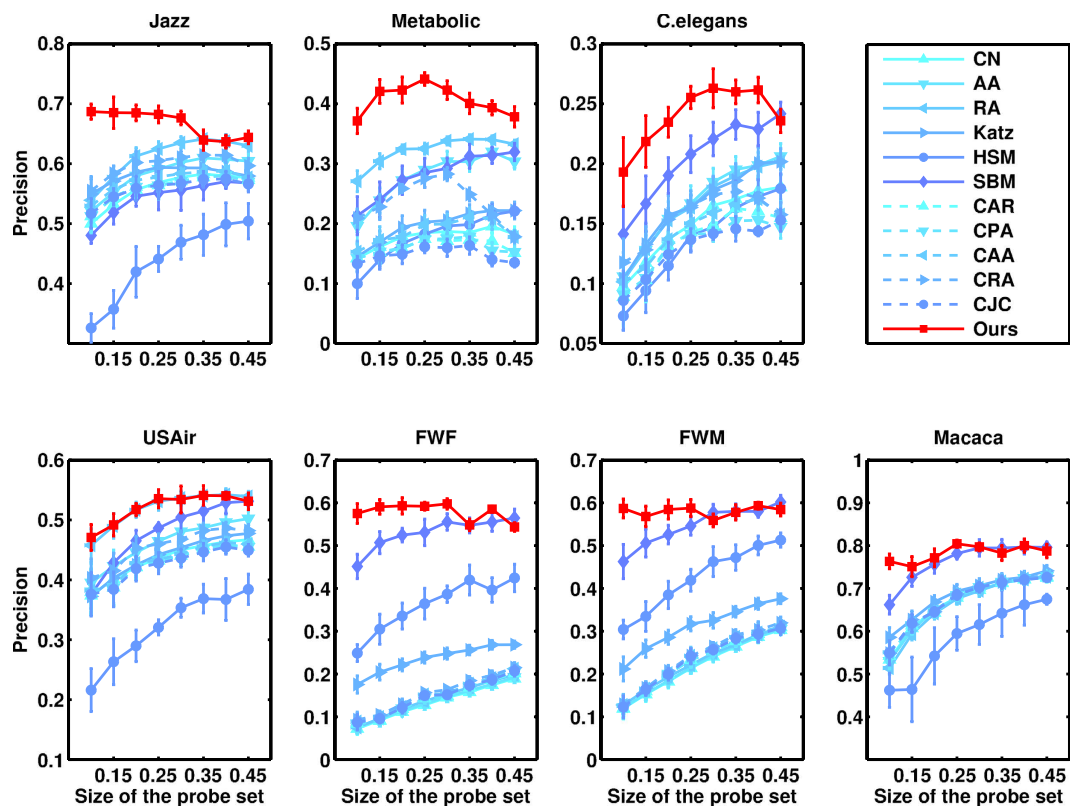 Jazz
Metabolic
C.elegans
Precision
0.8
0.7
0.6
0.5
0.4
0.15 0.25 0.35 0.45
0.5
0.4
0.3
0.2
0.1
0
0.15 0.25 0.35 0.45
0.3
0.25
0.2
0.15
0.1
0.05
0.15 0.25 0.35 0.45
CN
AA
RA
Katz
HSM
SBM
CAR
CPA
CAA
CRA
CJC
Ours
USAir
FWF
FWM
Macaca
Precision
0.6
0.5
0.4
0.3
0.2
0.1
0.15 0.25 0.35 0.45
Size of the probe set
0.7
0.6
0.5
0.4
0.3
0.2
0.1
0
0.15 0.25 0.35 0.45
Size of the probe set
0.7
0.6
0.5
0.4
0.3
0.2
0.1
0
0.15 0.25 0.35 0.45
Size of the probe set
1
0.9
0.8
0.7
0.6
0.5
0.4
0.15 0.25 0.35 0.45
Size of the probe set